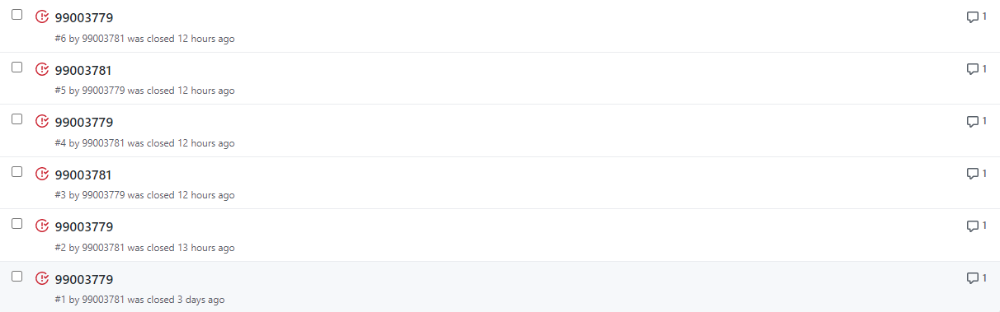 99003779
1
#6 by 99003781 was closed 12 hours ago
99003781
1
#5 by 99003779 was closed 12 hours ago
99003779
1
#4 by 99003781 was closed 12 hours ago
99003781
1
#3 by 99003779 was closed 12 hours ago
99003779
1
#2 by 99003781 was closed 13 hours ago
99003779
1
#1 by 99003781 was closed 3 days ago